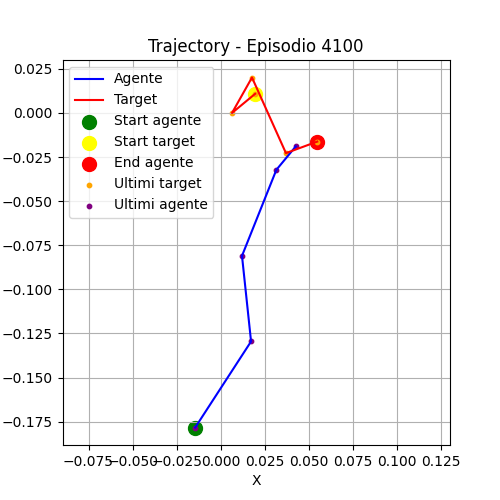 Trajectory - Episodio 4100
Agente
Target
Start agente
Start target
End agente
Ultimi target
Ultimi agente
0.025
0.000
−0.025
−0.050
−0.075
−0.100
−0.125
−0.150
−0.175
−0.075 −0.050 −0.025 0.000 0.025 0.050 0.075 0.100 0.125
X